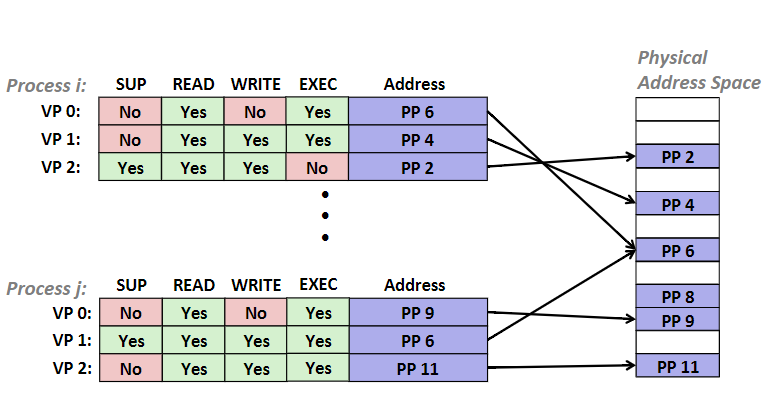 Physical
Address Space
Process i: SUP READ WRITE EXEC Address
VP 0: No Yes No Yes PP 6
VP 1: No Yes Yes Yes PP 4
VP 2: Yes Yes Yes No PP 2
PP 2
PP 4
PP 6
PP 8
PP 9
PP 11
Process j: SUP READ WRITE EXEC Address
VP 0: No Yes No Yes PP 9
VP 1: Yes Yes Yes Yes PP 6
VP 2: No Yes Yes Yes PP 11